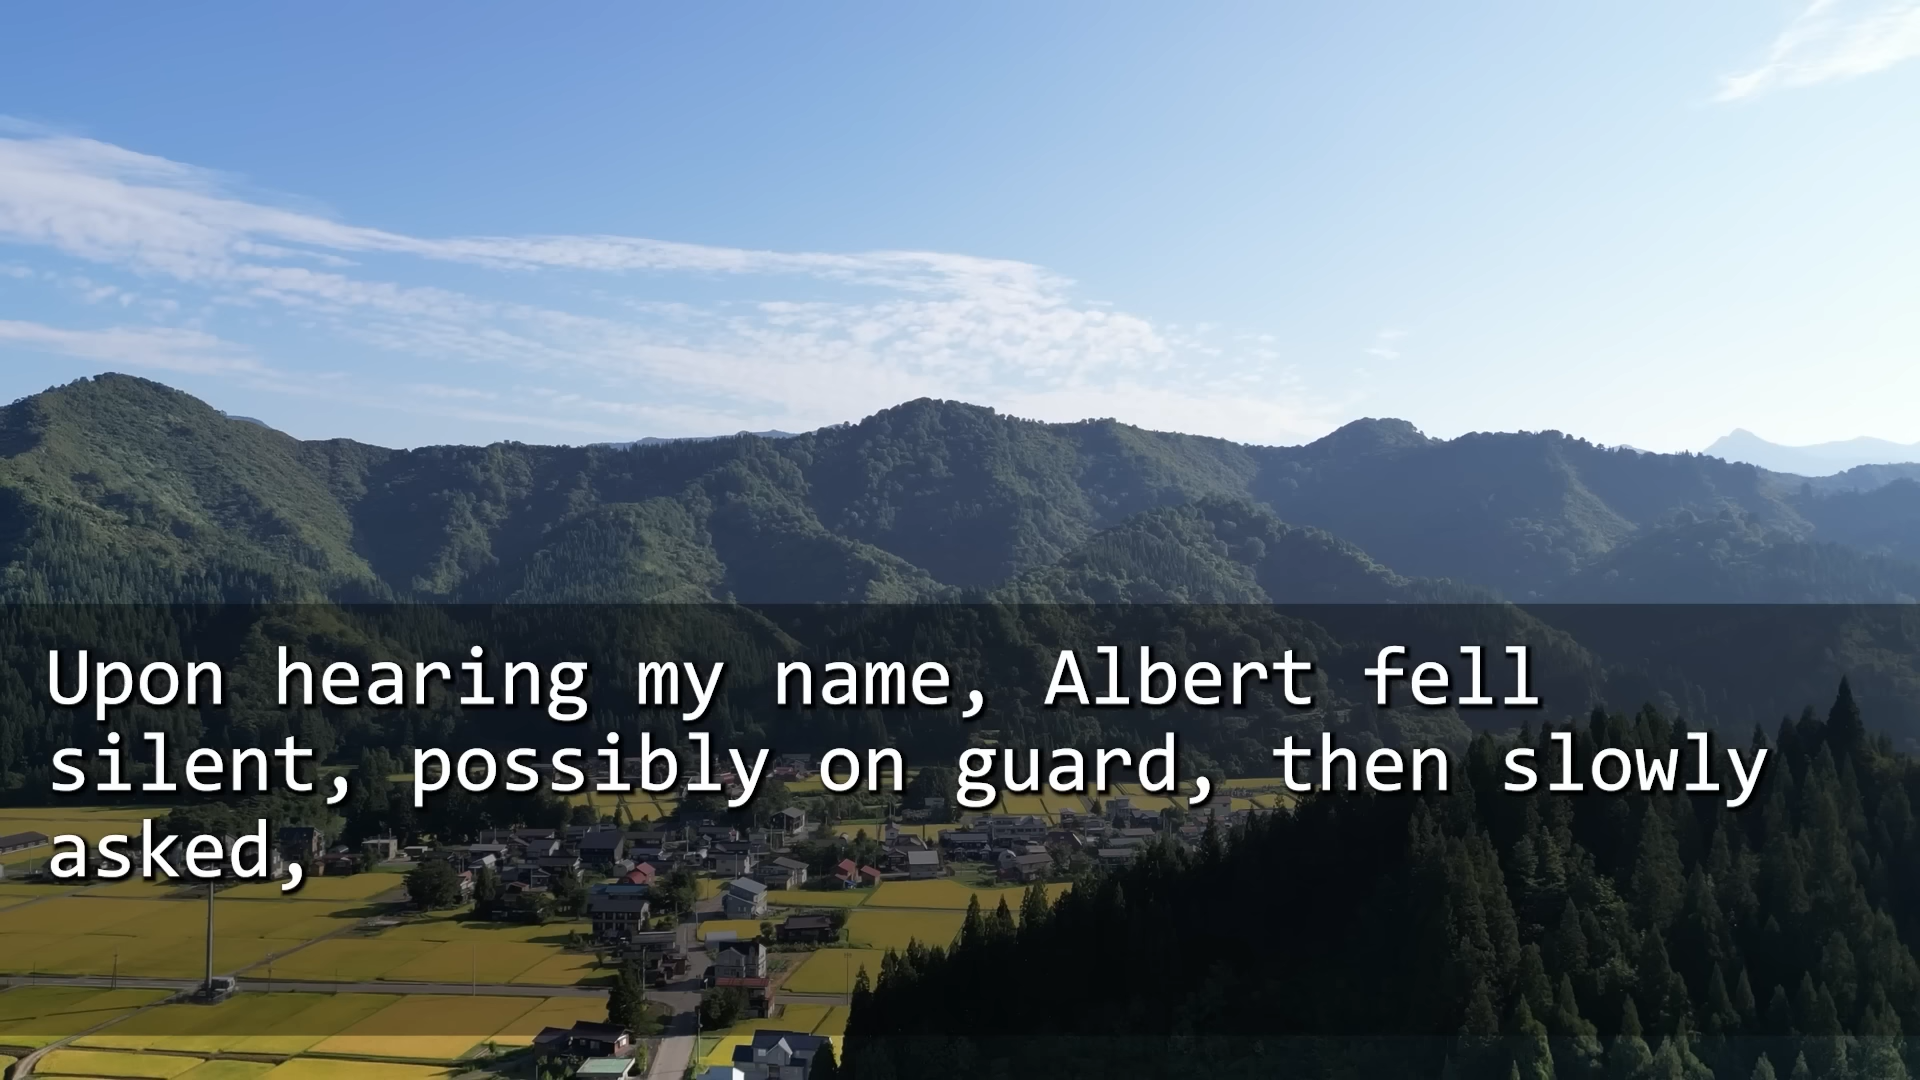 Upon hearing my name, Albert fell
silent, possibly on guard, then slowly
asked,